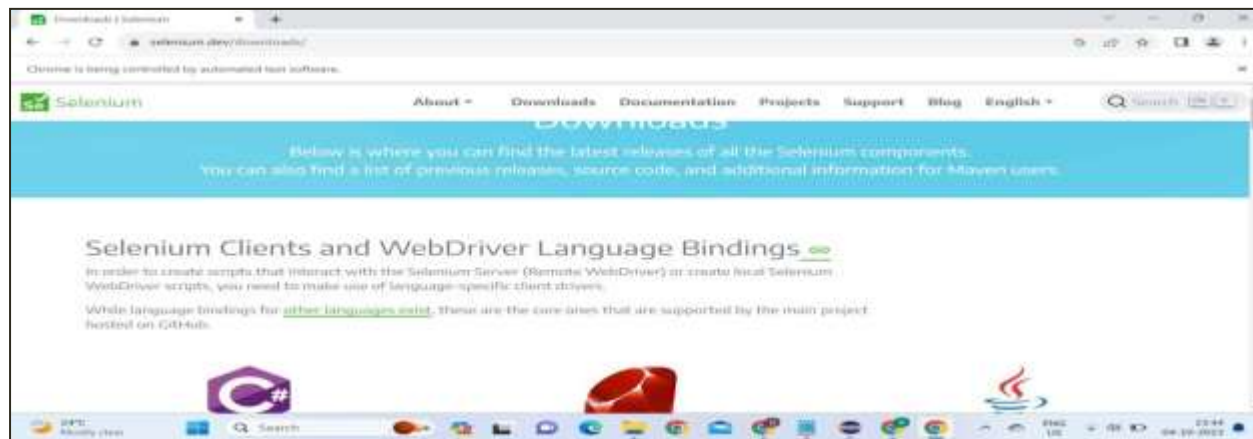 Downloads | Selenium
selenium.dev/downloads/
Chrome is being controlled by automated test software.
Se Selenium About Downloads Documentation Projects Support Blog English Search
Downloads
Below is where you can find the latest releases of all the Selenium components.
You can also find a list of previous releases, source code, and additional information for Maven users.
Selenium Clients and WebDriver Language Bindings
In order to create scripts that interact with the Selenium Server (Remote WebDriver) or create local Selenium
WebDriver scripts, you need to make use of language-specific client drivers.
While language bindings for other languages exist, these are the core ones that are supported by the main project
hosted on GitHub.
C#
Mostly clear
Search
ENG